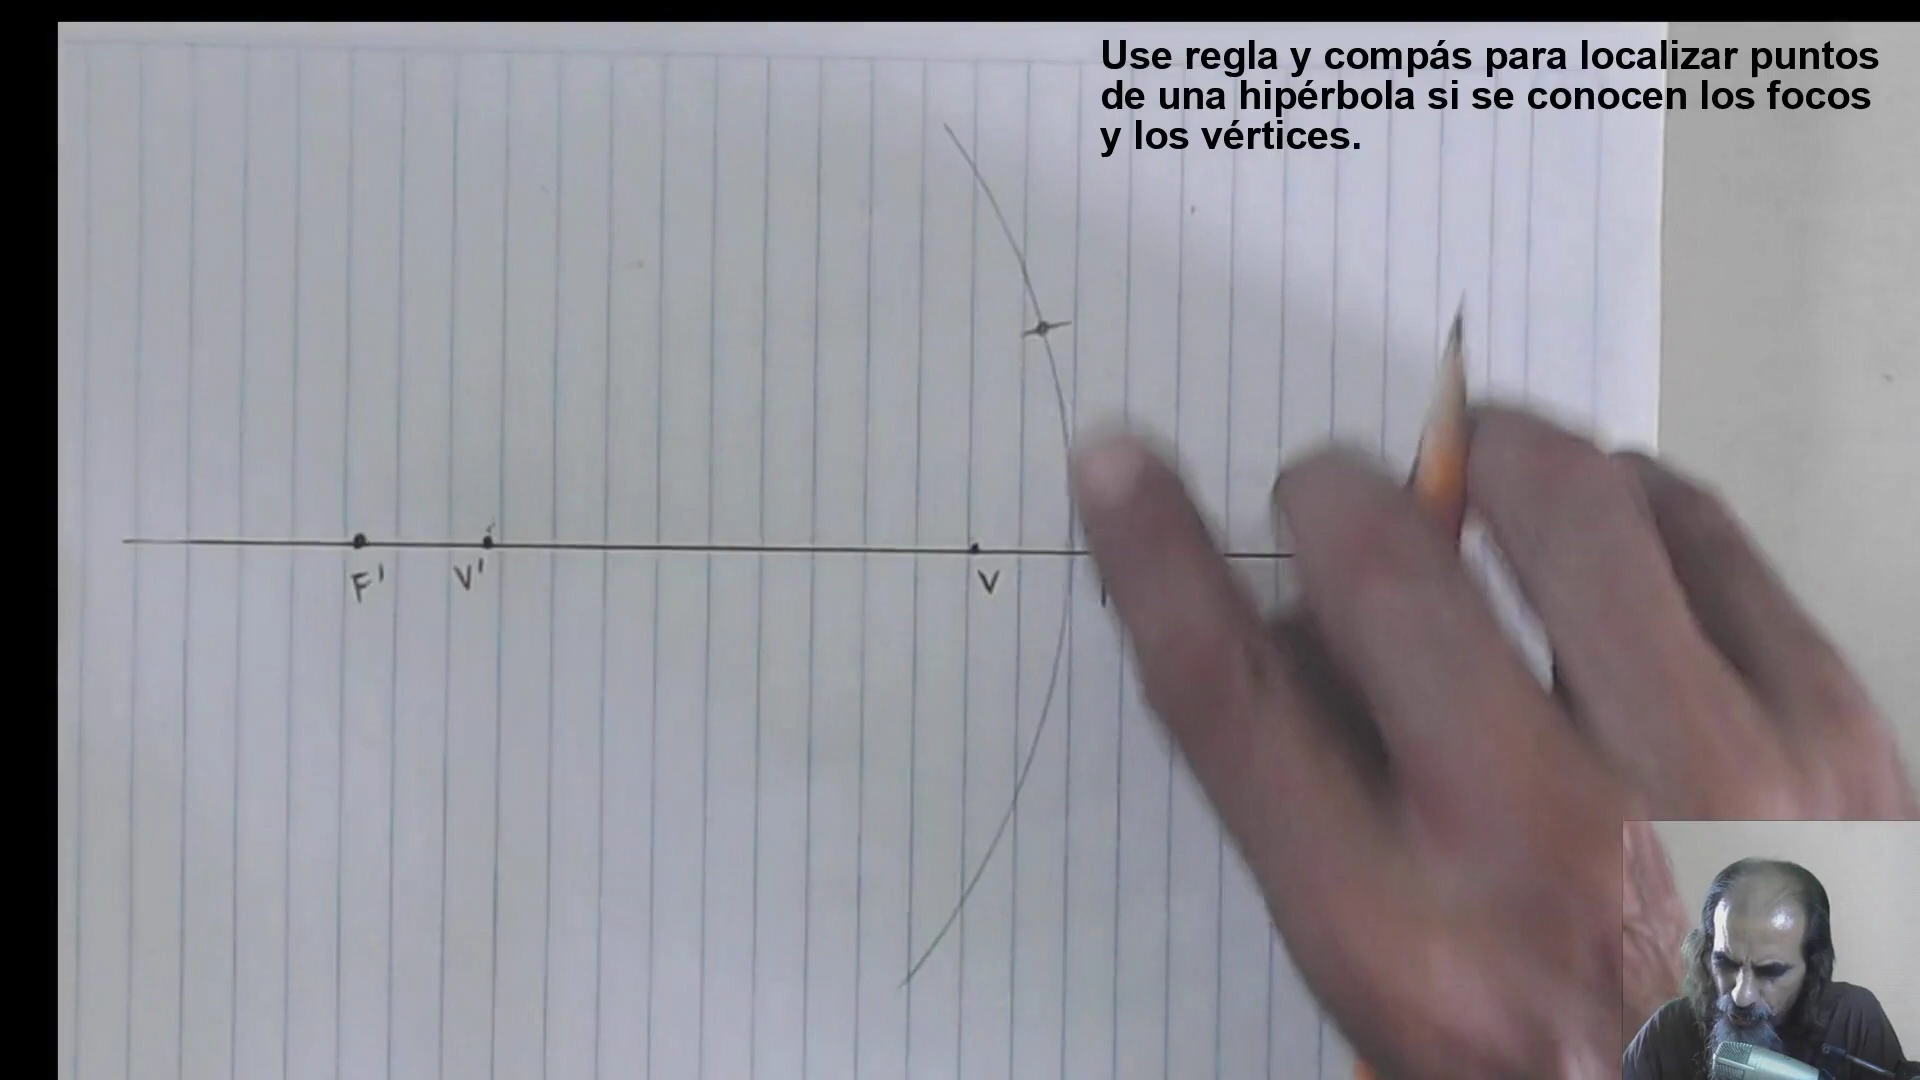 Use regla y compás para localizar puntos
de una hipérbola si se conocen los focos
y los vértices.
F' V' V